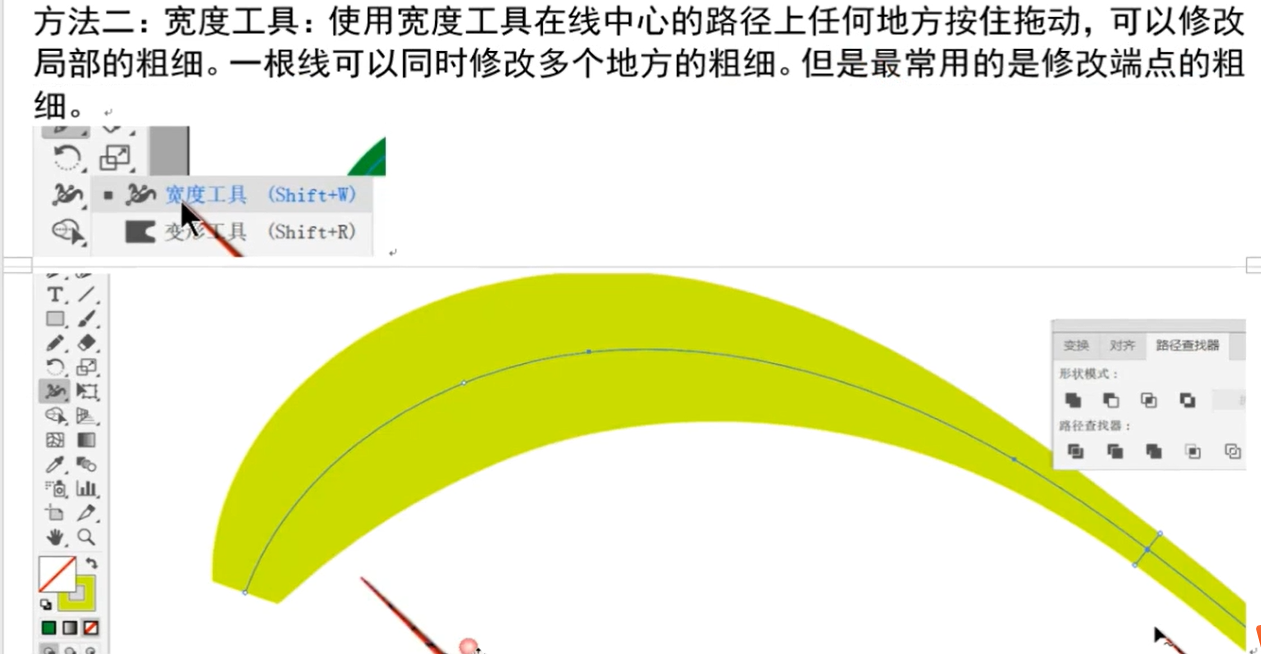 方法二：宽度工具：使用宽度工具在线中心的路径上任何地方按住拖动，可以修改
局部的粗细。一根线可以同时修改多个地方的粗细。但是最常用的是修改端点的粗
细。
宽度工具 (Shift+W)
变形工具 (Shift+R)
变换 对齐 路径查找器
形状模式：
路径查找器：